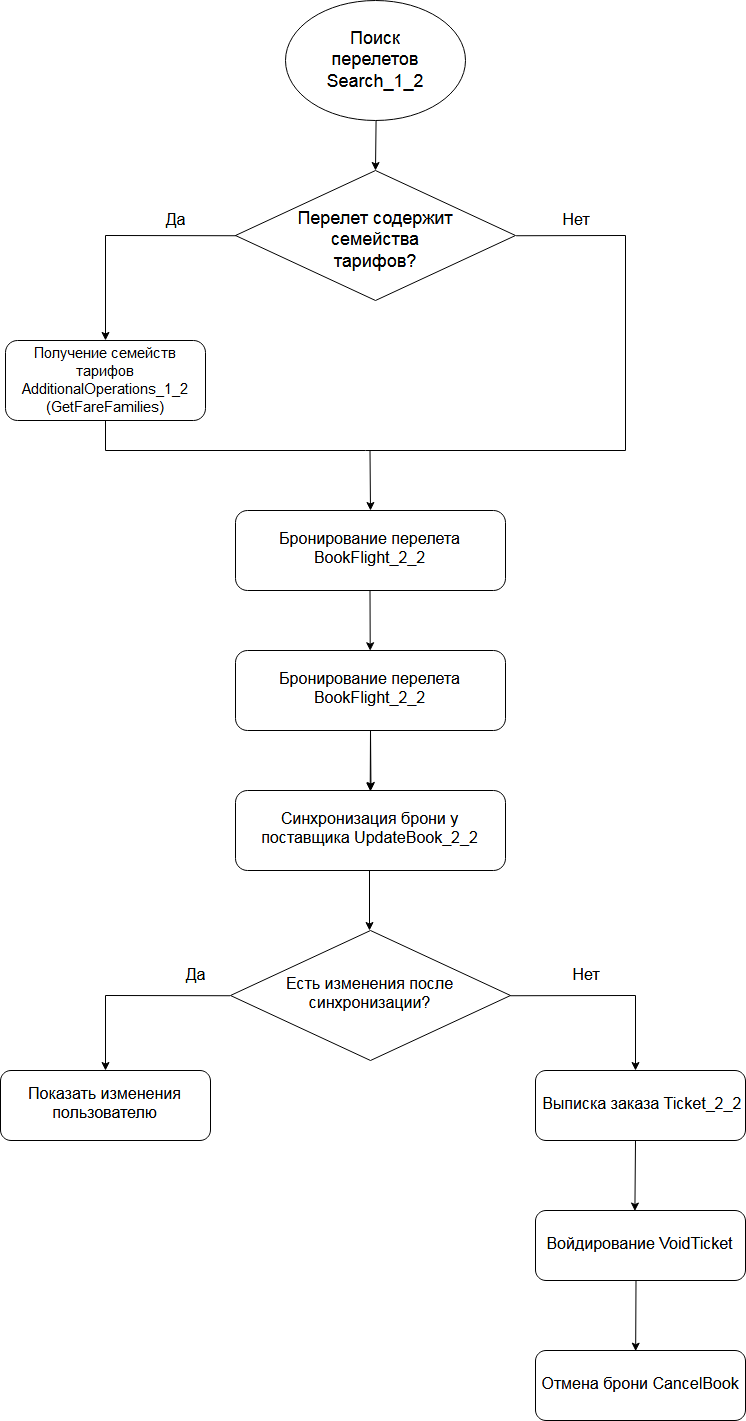 Поиск
перелетов
Search_1_2
Перелет содержит
семейства
тарифов?
Да
Нет
Получение семейств
тарифов
AdditionalOperations_1_2
(GetFareFamilies)
Бронирование перелета
BookFlight_2_2
Бронирование перелета
BookFlight_2_2
Синхронизация брони у
поставщика UpdateBook_2_2
Есть изменения после
синхронизации?
Да
Нет
Показать изменения
пользователю
Выписка заказа Ticket_2_2
Войдирование VoidTicket
Отмена брони CancelBook